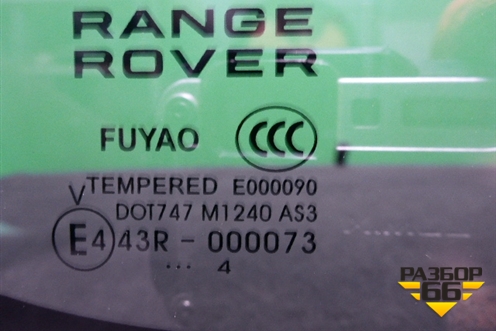 RANGE
ROVER
FUYAO CCC
V TEMPERED E000090
DOT747 M1240 AS3
E4 43R - 000073
... 4
РАЗБОР
66